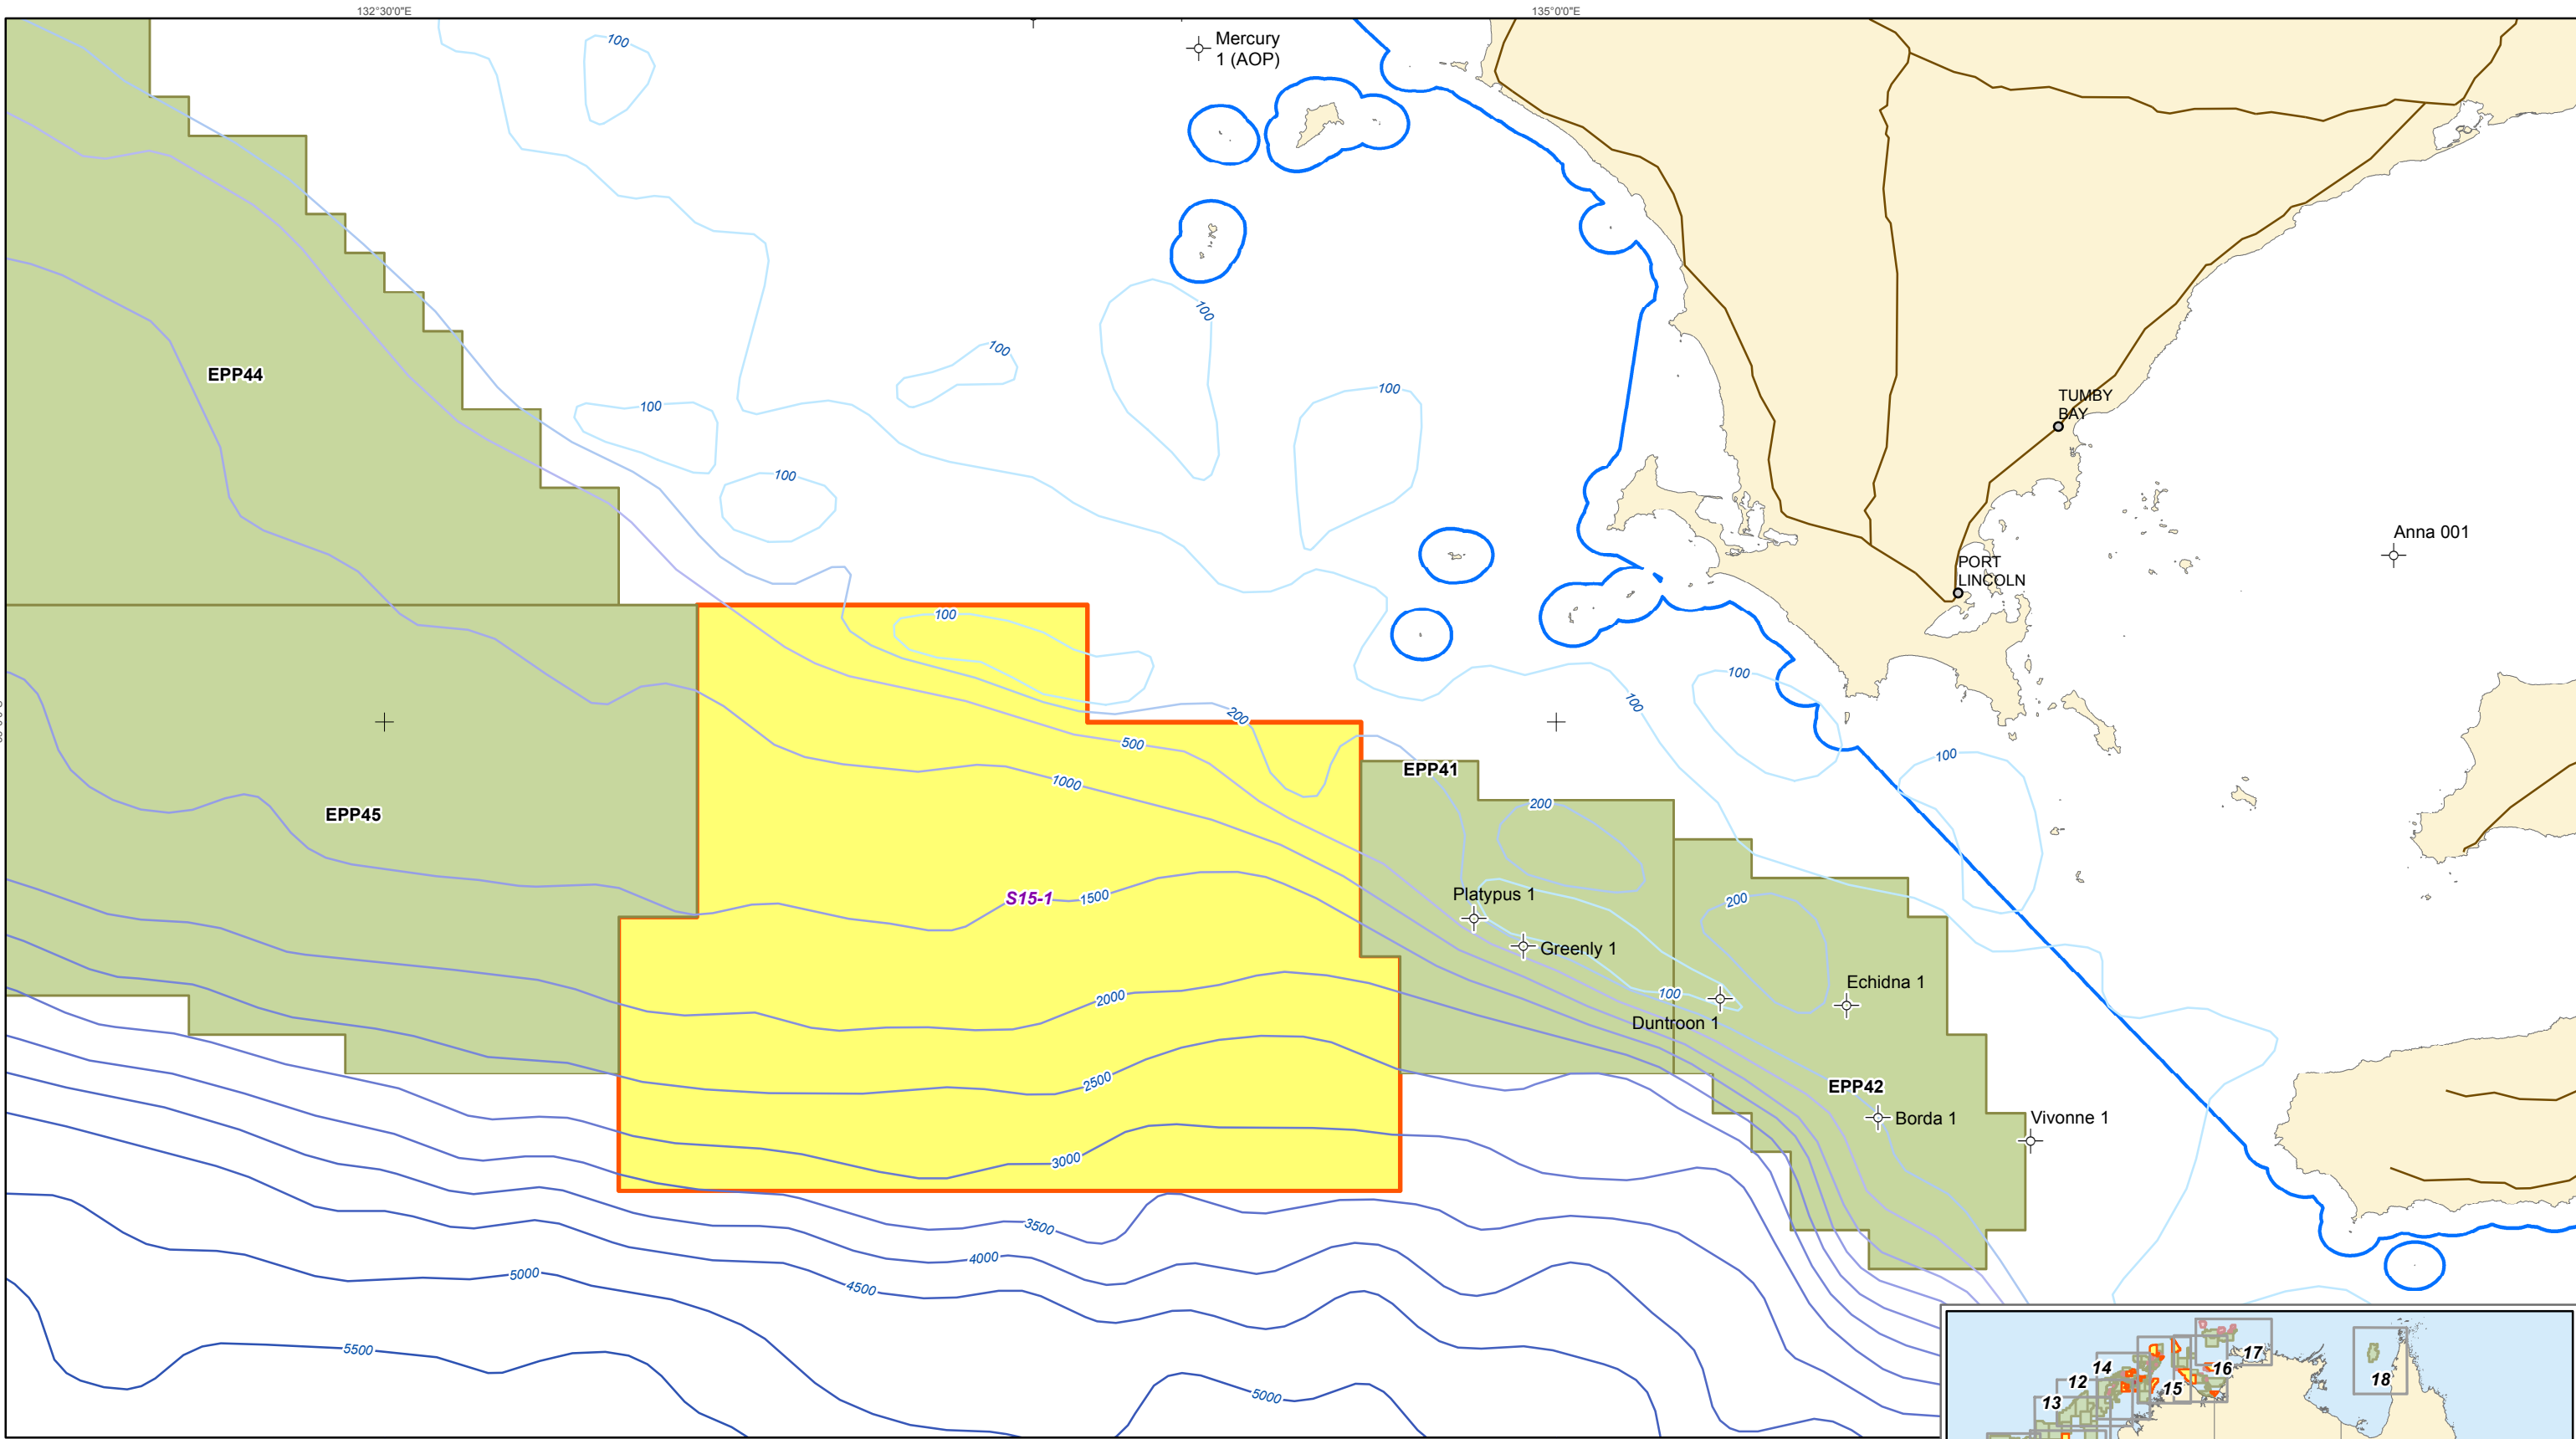 132°30'0"E
135°0'0"E
100
Mercury
1 (AOP)
100
100
100
EPP44
100
TUMBY
BAY
100
Anna 001
PORT
LINCOLN
100
100
100
200
500
100
EPP41
1000
200
EPP45
Platypus 1
S15-1
1500
200
Greenly 1
Echidna 1
100
2000
Duntroon 1
2500
EPP42
Borda 1
Vivonne 1
3000
3500
4000
5000
4500
5500
5000
17
14
16
18
12
15
13